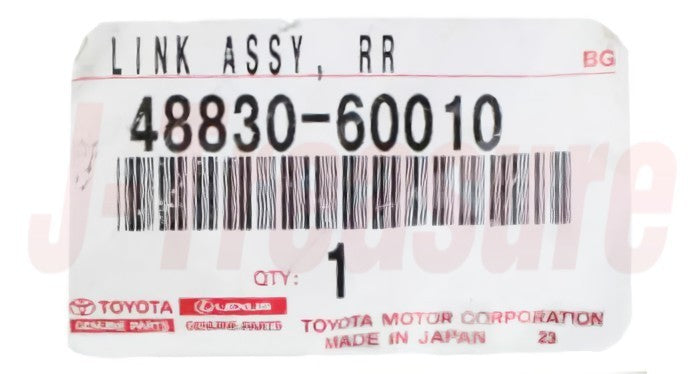 LINK ASSY, RR
BG
48830-60010
J-Treasure
QTY: 1
TOYOTA LEXUS
GENUINE PARTS GENUINE PARTS
TOYOTA MOTOR CORPORATION
MADE IN JAPAN 23